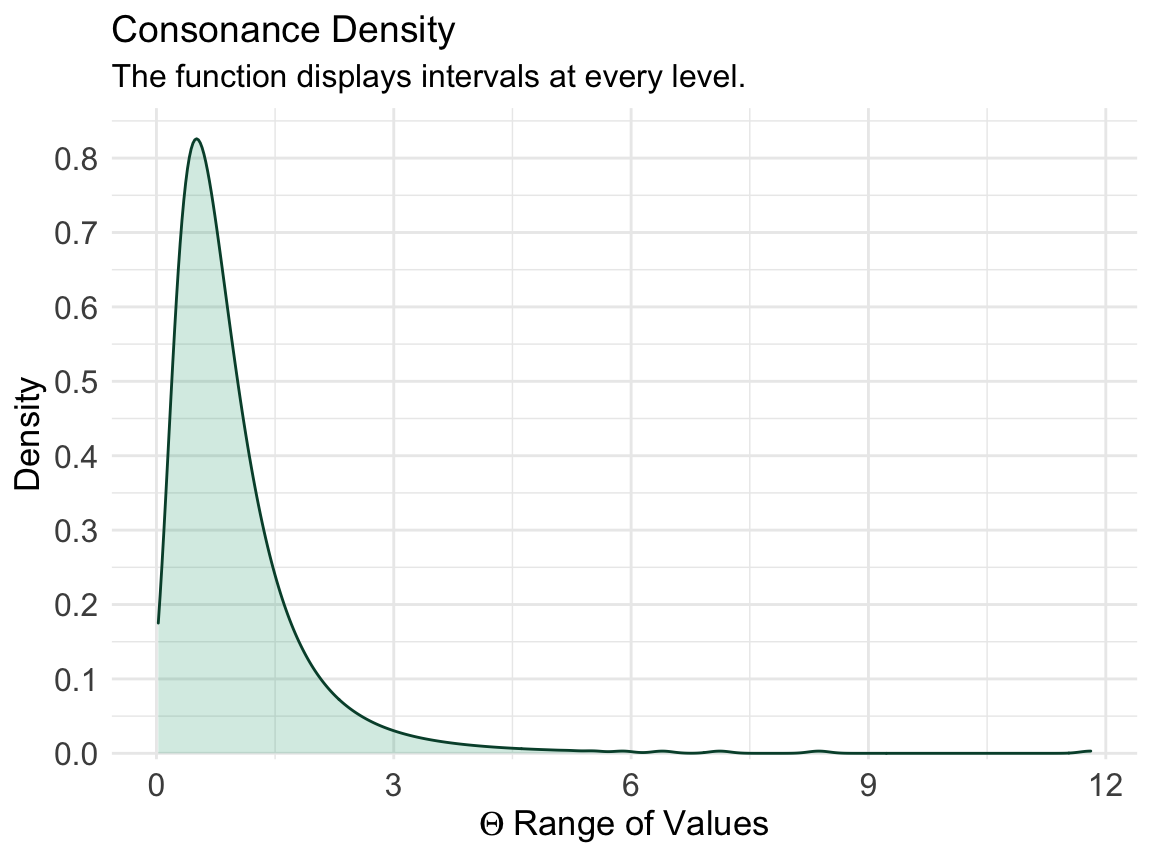 Consonance Density
The function displays intervals at every level.
0.8
0.7
0.6
0.5
0.4
0.3
0.2
0.1
0.0
Density
0 3 6 9 12
Θ Range of Values